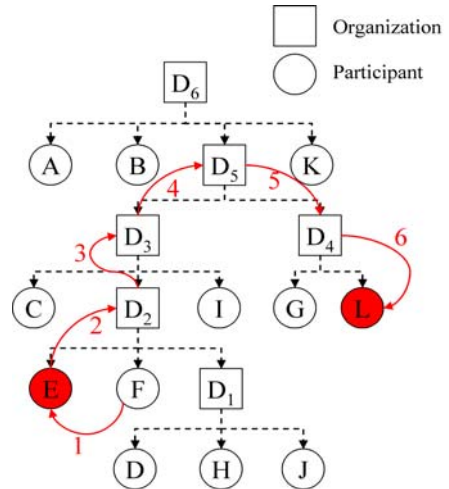 Organization
Participant
D6
A B D5 K
4 5
D3 D4 6
3
C D2 I G L
2
E F D1
1
D H J